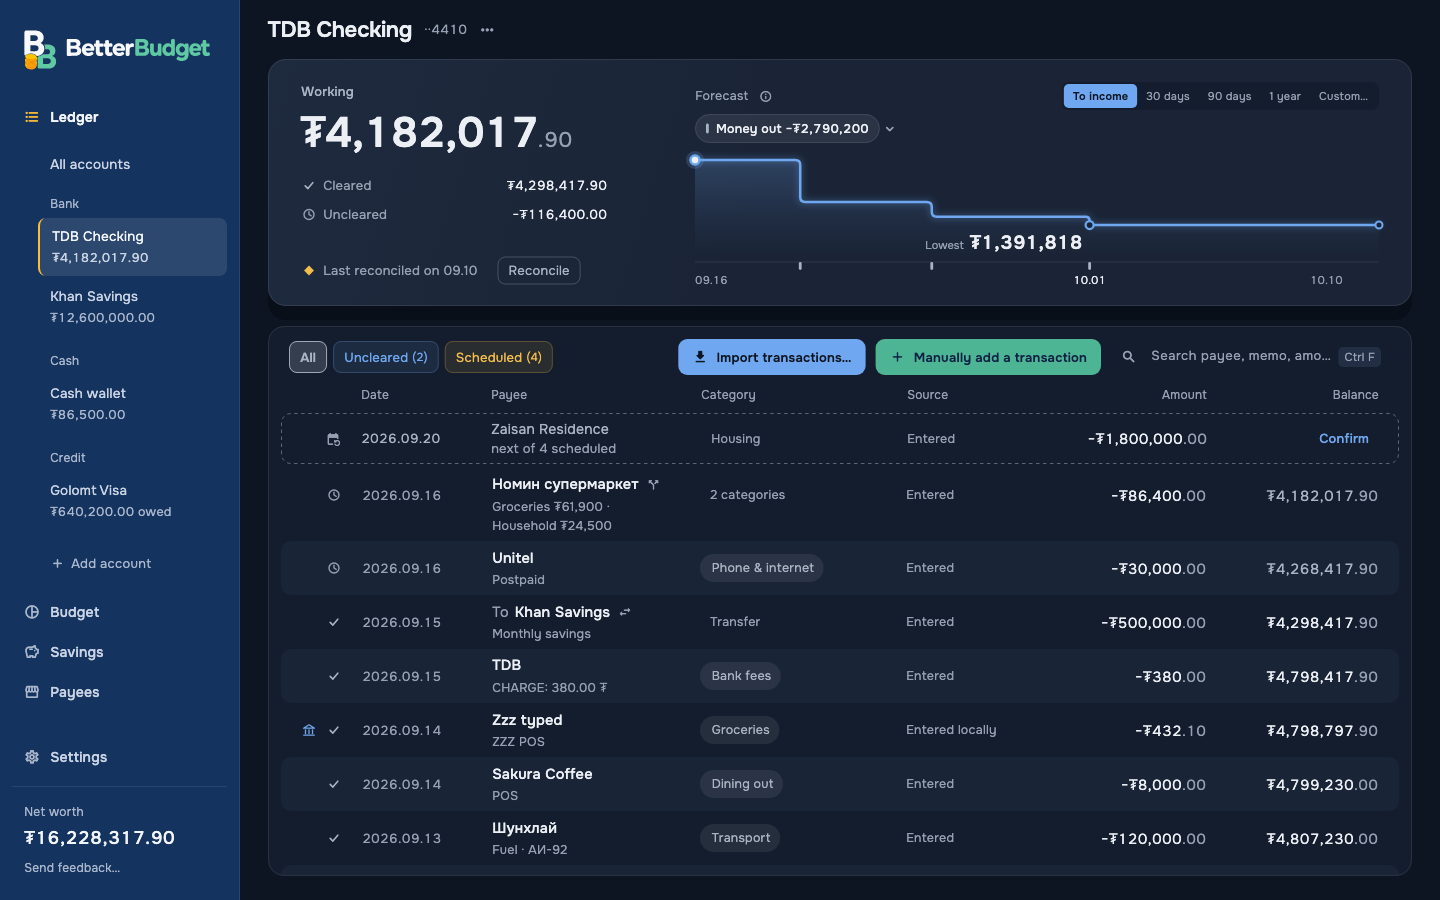 BetterBudget
Ledger
All accounts
Bank
TDB Checking
₮4,182,017.90
Khan Savings
₮12,600,000.00
Cash
Cash wallet
₮86,500.00
Credit
Golomt Visa
₮640,200.00 owed
+ Add account
Budget
Savings
Payees
Settings
Net worth
₮16,228,317.90
Send feedback...
TDB Checking ··4410 ···
Working
₮4,182,017.90
Cleared ₮4,298,417.90
Uncleared -₮116,400.00
Last reconciled on 09.10 Reconcile
Forecast
To income 30 days 90 days 1 year Custom...
Money out -₮2,790,200
Lowest ₮1,391,818
09.16 10.01 10.10
All Uncleared (2) Scheduled (4) Import transactions... + Manually add a transaction Search payee, memo, amo... Ctrl F
Date Payee Category Source Amount Balance
2026.09.20 Zaisan Residence Housing Entered -₮1,800,000.00 Confirm
next of 4 scheduled
2026.09.16 Номин супермаркет 2 categories Entered -₮86,400.00 ₮4,182,017.90
Groceries ₮61,900 ·
Household ₮24,500
2026.09.16 Unitel Phone & internet Entered -₮30,000.00 ₮4,268,417.90
Postpaid
2026.09.15 To Khan Savings Transfer Entered -₮500,000.00 ₮4,298,417.90
Monthly savings
2026.09.15 TDB Bank fees Entered -₮380.00 ₮4,798,417.90
CHARGE: 380.00 ₮
2026.09.14 Zzz typed Groceries Entered locally -₮432.10 ₮4,798,797.90
ZZZ POS
2026.09.14 Sakura Coffee Dining out Entered -₮8,000.00 ₮4,799,230.00
POS
2026.09.13 Шунхлай Transport Entered -₮120,000.00 ₮4,807,230.00
Fuel · АИ-92